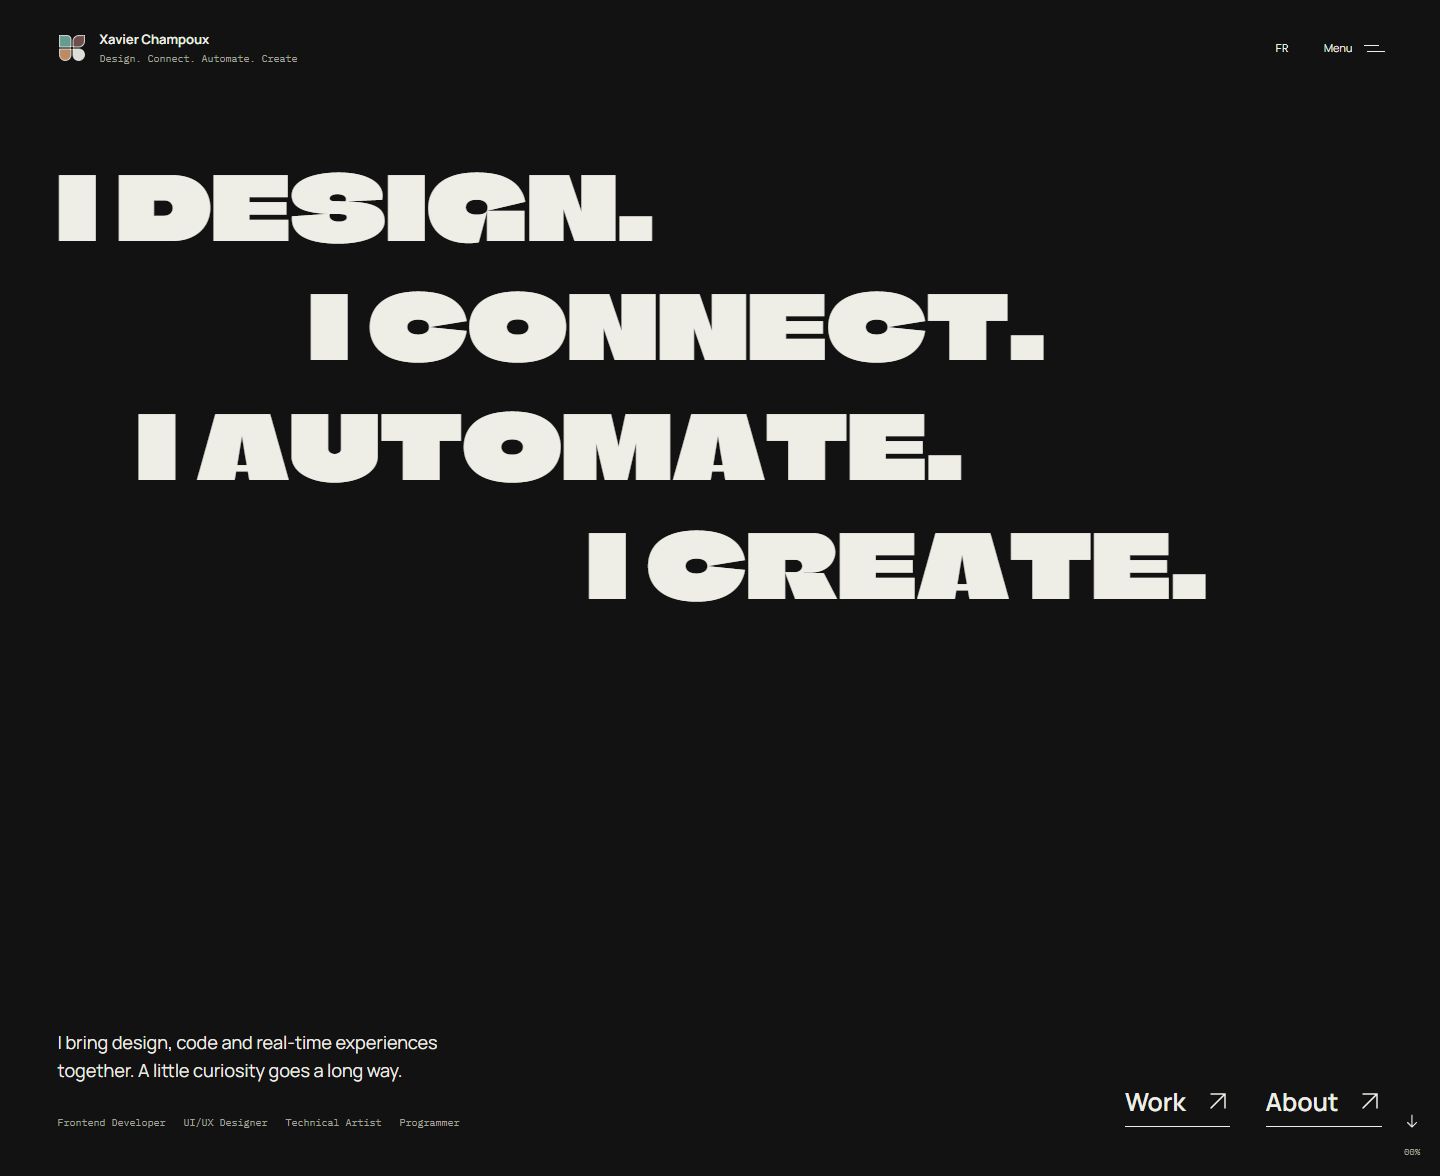 Xavier Champoux
Design. Connect. Automate. Create
FR
Menu
I DESIGN.
I CONNECT.
I AUTOMATE.
I CREATE.
I bring design, code and real-time experiences
together. A little curiosity goes a long way.
Frontend Developer UI/UX Designer Technical Artist Programmer
Work
About
00%